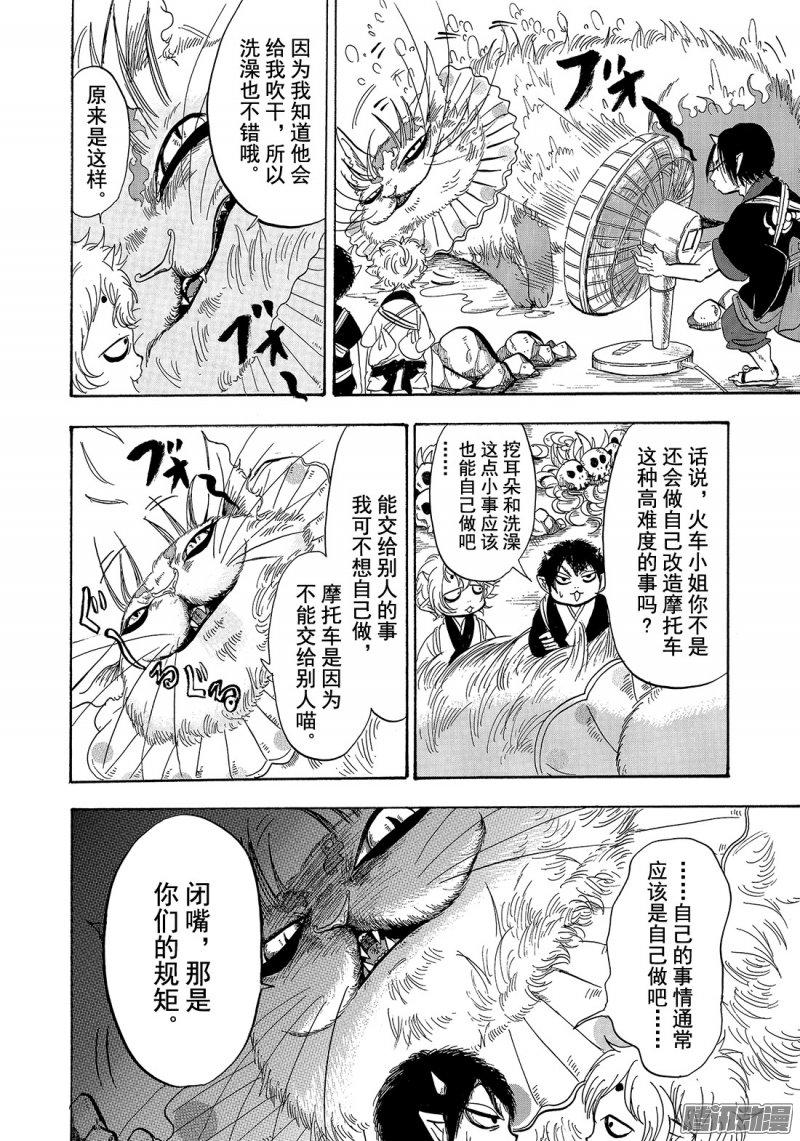 ブオ〜
因为我知道他会
给我吹干，所以
洗澡也不错哦。
原来是这样。
ブオ〜
话说，火车小姐你不是
还会做自己改造摩托车
这种高难度的事吗？
挖耳朵和洗澡
这点小事应该
也能自己做吧
……
能交给别人的事
我可不想自己做，
摩托车是因为
不能交给别人喵。
ブオ〜
ぐるぐる
……自己的事情通常
应该是自己做吧……
闭嘴，那是
你们的规矩。
腾讯动漫